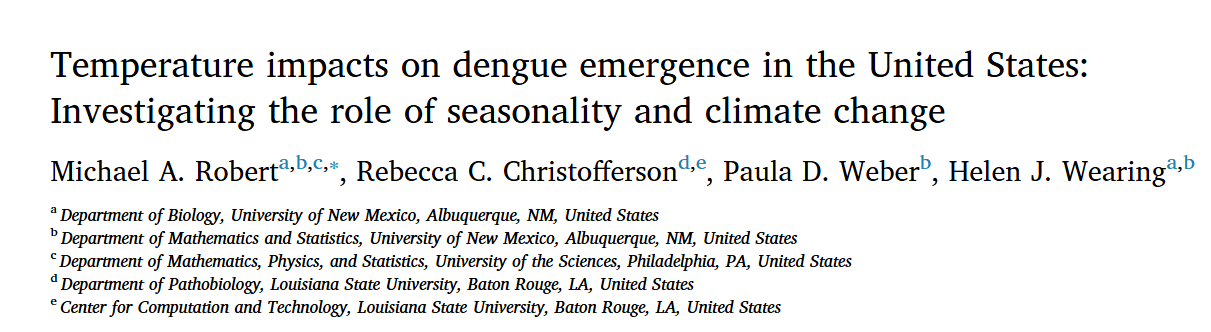 Temperature impacts on dengue emergence in the United States:
Investigating the role of seasonality and climate change
Michael A. Robert^a,b,c,*, Rebecca C. Christofferson^d,e, Paula D. Weber^b, Helen J. Wearing^a,b
^a Department of Biology, University of New Mexico, Albuquerque, NM, United States
^b Department of Mathematics and Statistics, University of New Mexico, Albuquerque, NM, United States
^c Department of Mathematics, Physics, and Statistics, University of the Sciences, Philadelphia, PA, United States
^d Department of Pathobiology, Louisiana State University, Baton Rouge, LA, United States
^e Center for Computation and Technology, Louisiana State University, Baton Rouge, LA, United States